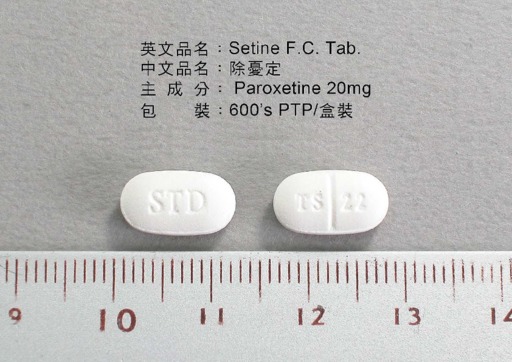 英文品名：Setine F.C. Tab.
中文品名：除憂定
主 成 分： Paroxetine 20mg
包　　裝：600's PTP/盒裝
STD
TS 22
9 10 11 12 13 14